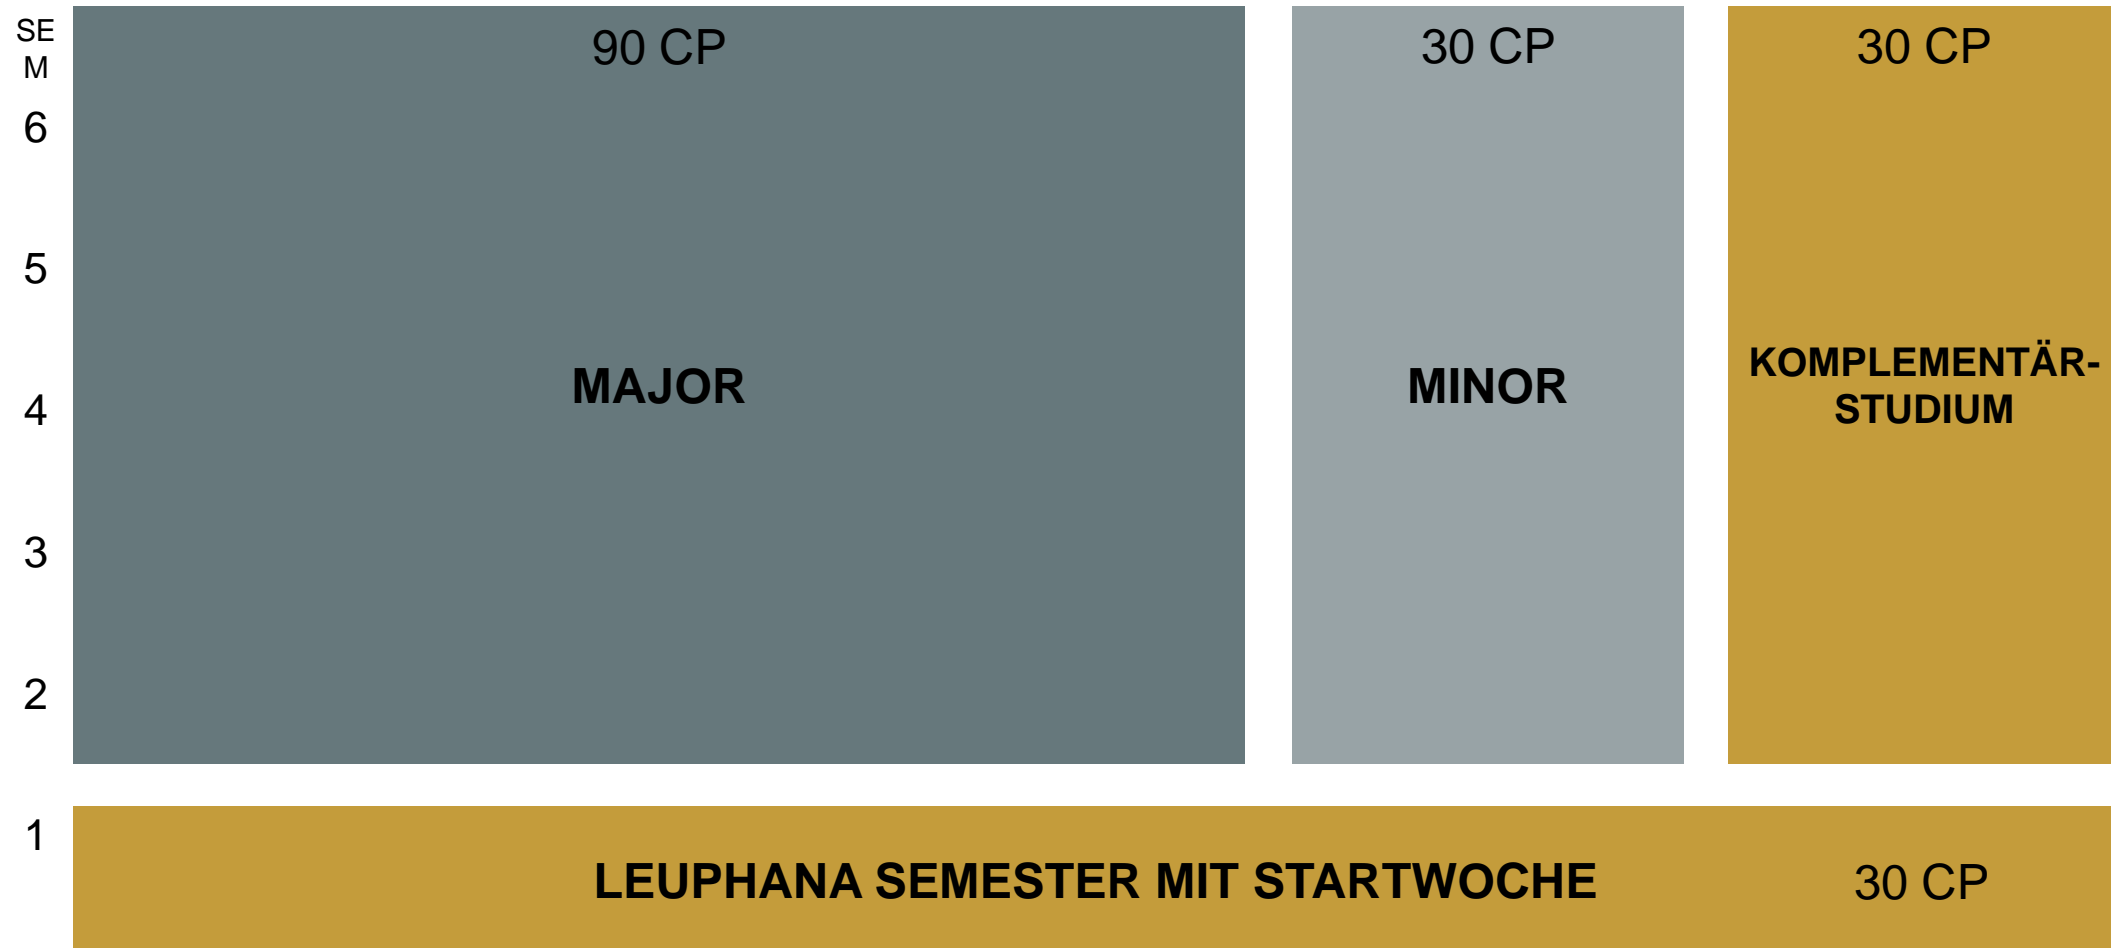 SE
M
90 CP
30 CP
30 CP
6
5
4
3
2
MAJOR
MINOR
KOMPLEMENTÄR-
STUDIUM
1
LEUPHANA SEMESTER MIT STARTWOCHE
30 CP